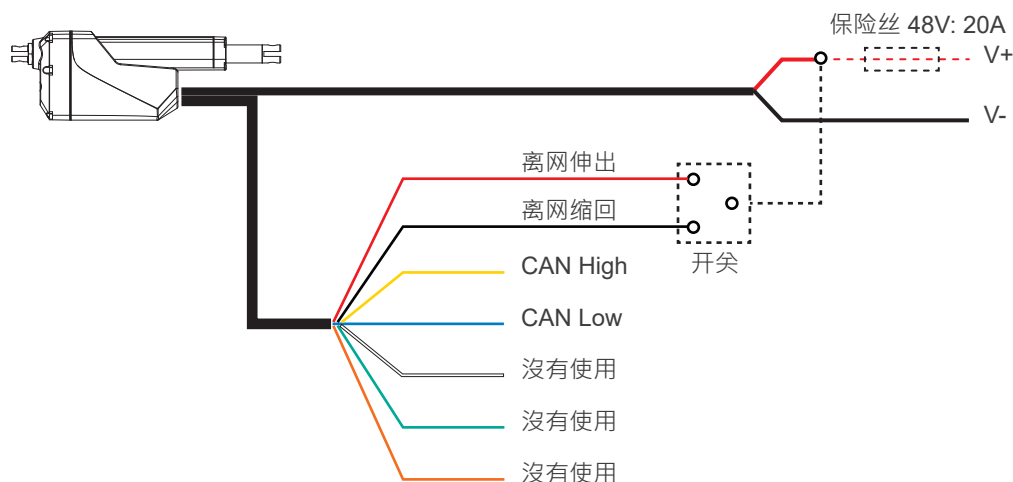 保险丝 48V: 20A
V+
V-
离网伸出
离网缩回
开关
CAN High
CAN Low
沒有使用
沒有使用
沒有使用